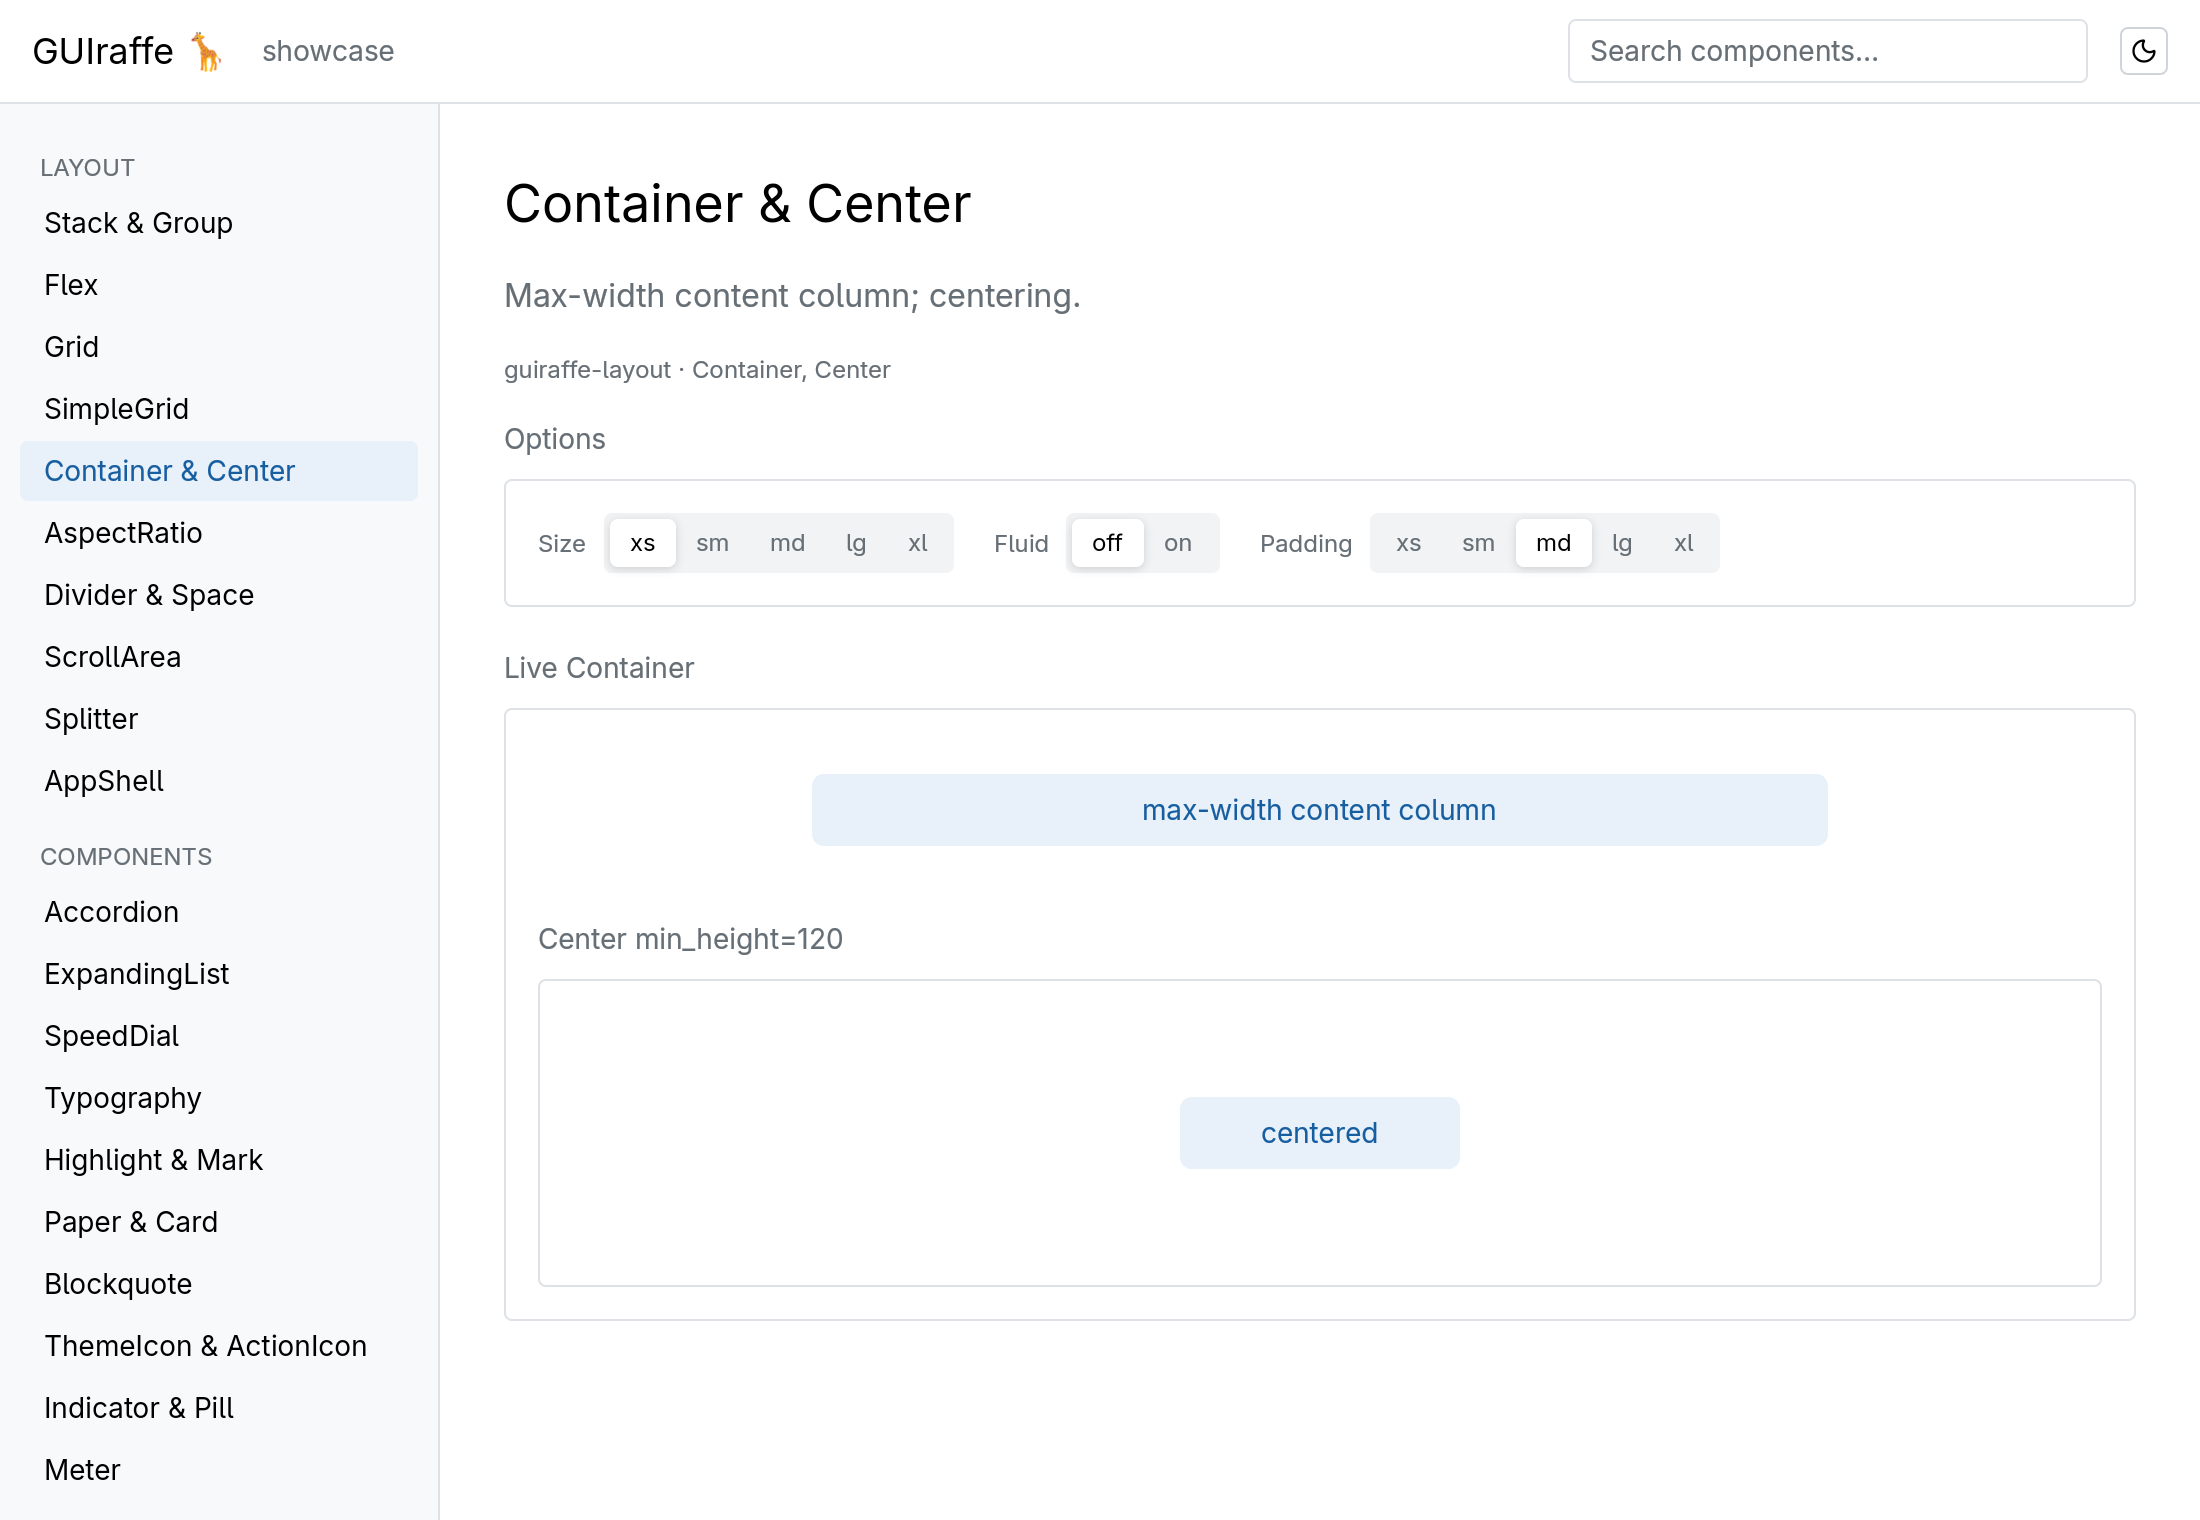 GUIraffe 🦒 showcase Search components...
LAYOUT
Stack & Group
Flex
Grid
SimpleGrid
Container & Center
AspectRatio
Divider & Space
ScrollArea
Splitter
AppShell
COMPONENTS
Accordion
ExpandingList
SpeedDial
Typography
Highlight & Mark
Paper & Card
Blockquote
ThemeIcon & ActionIcon
Indicator & Pill
Meter
Container & Center
Max-width content column; centering.
guiraffe-layout · Container, Center
Options
Size xs sm md lg xl Fluid off on Padding xs sm md lg xl
Live Container
max-width content column
Center min_height=120
centered